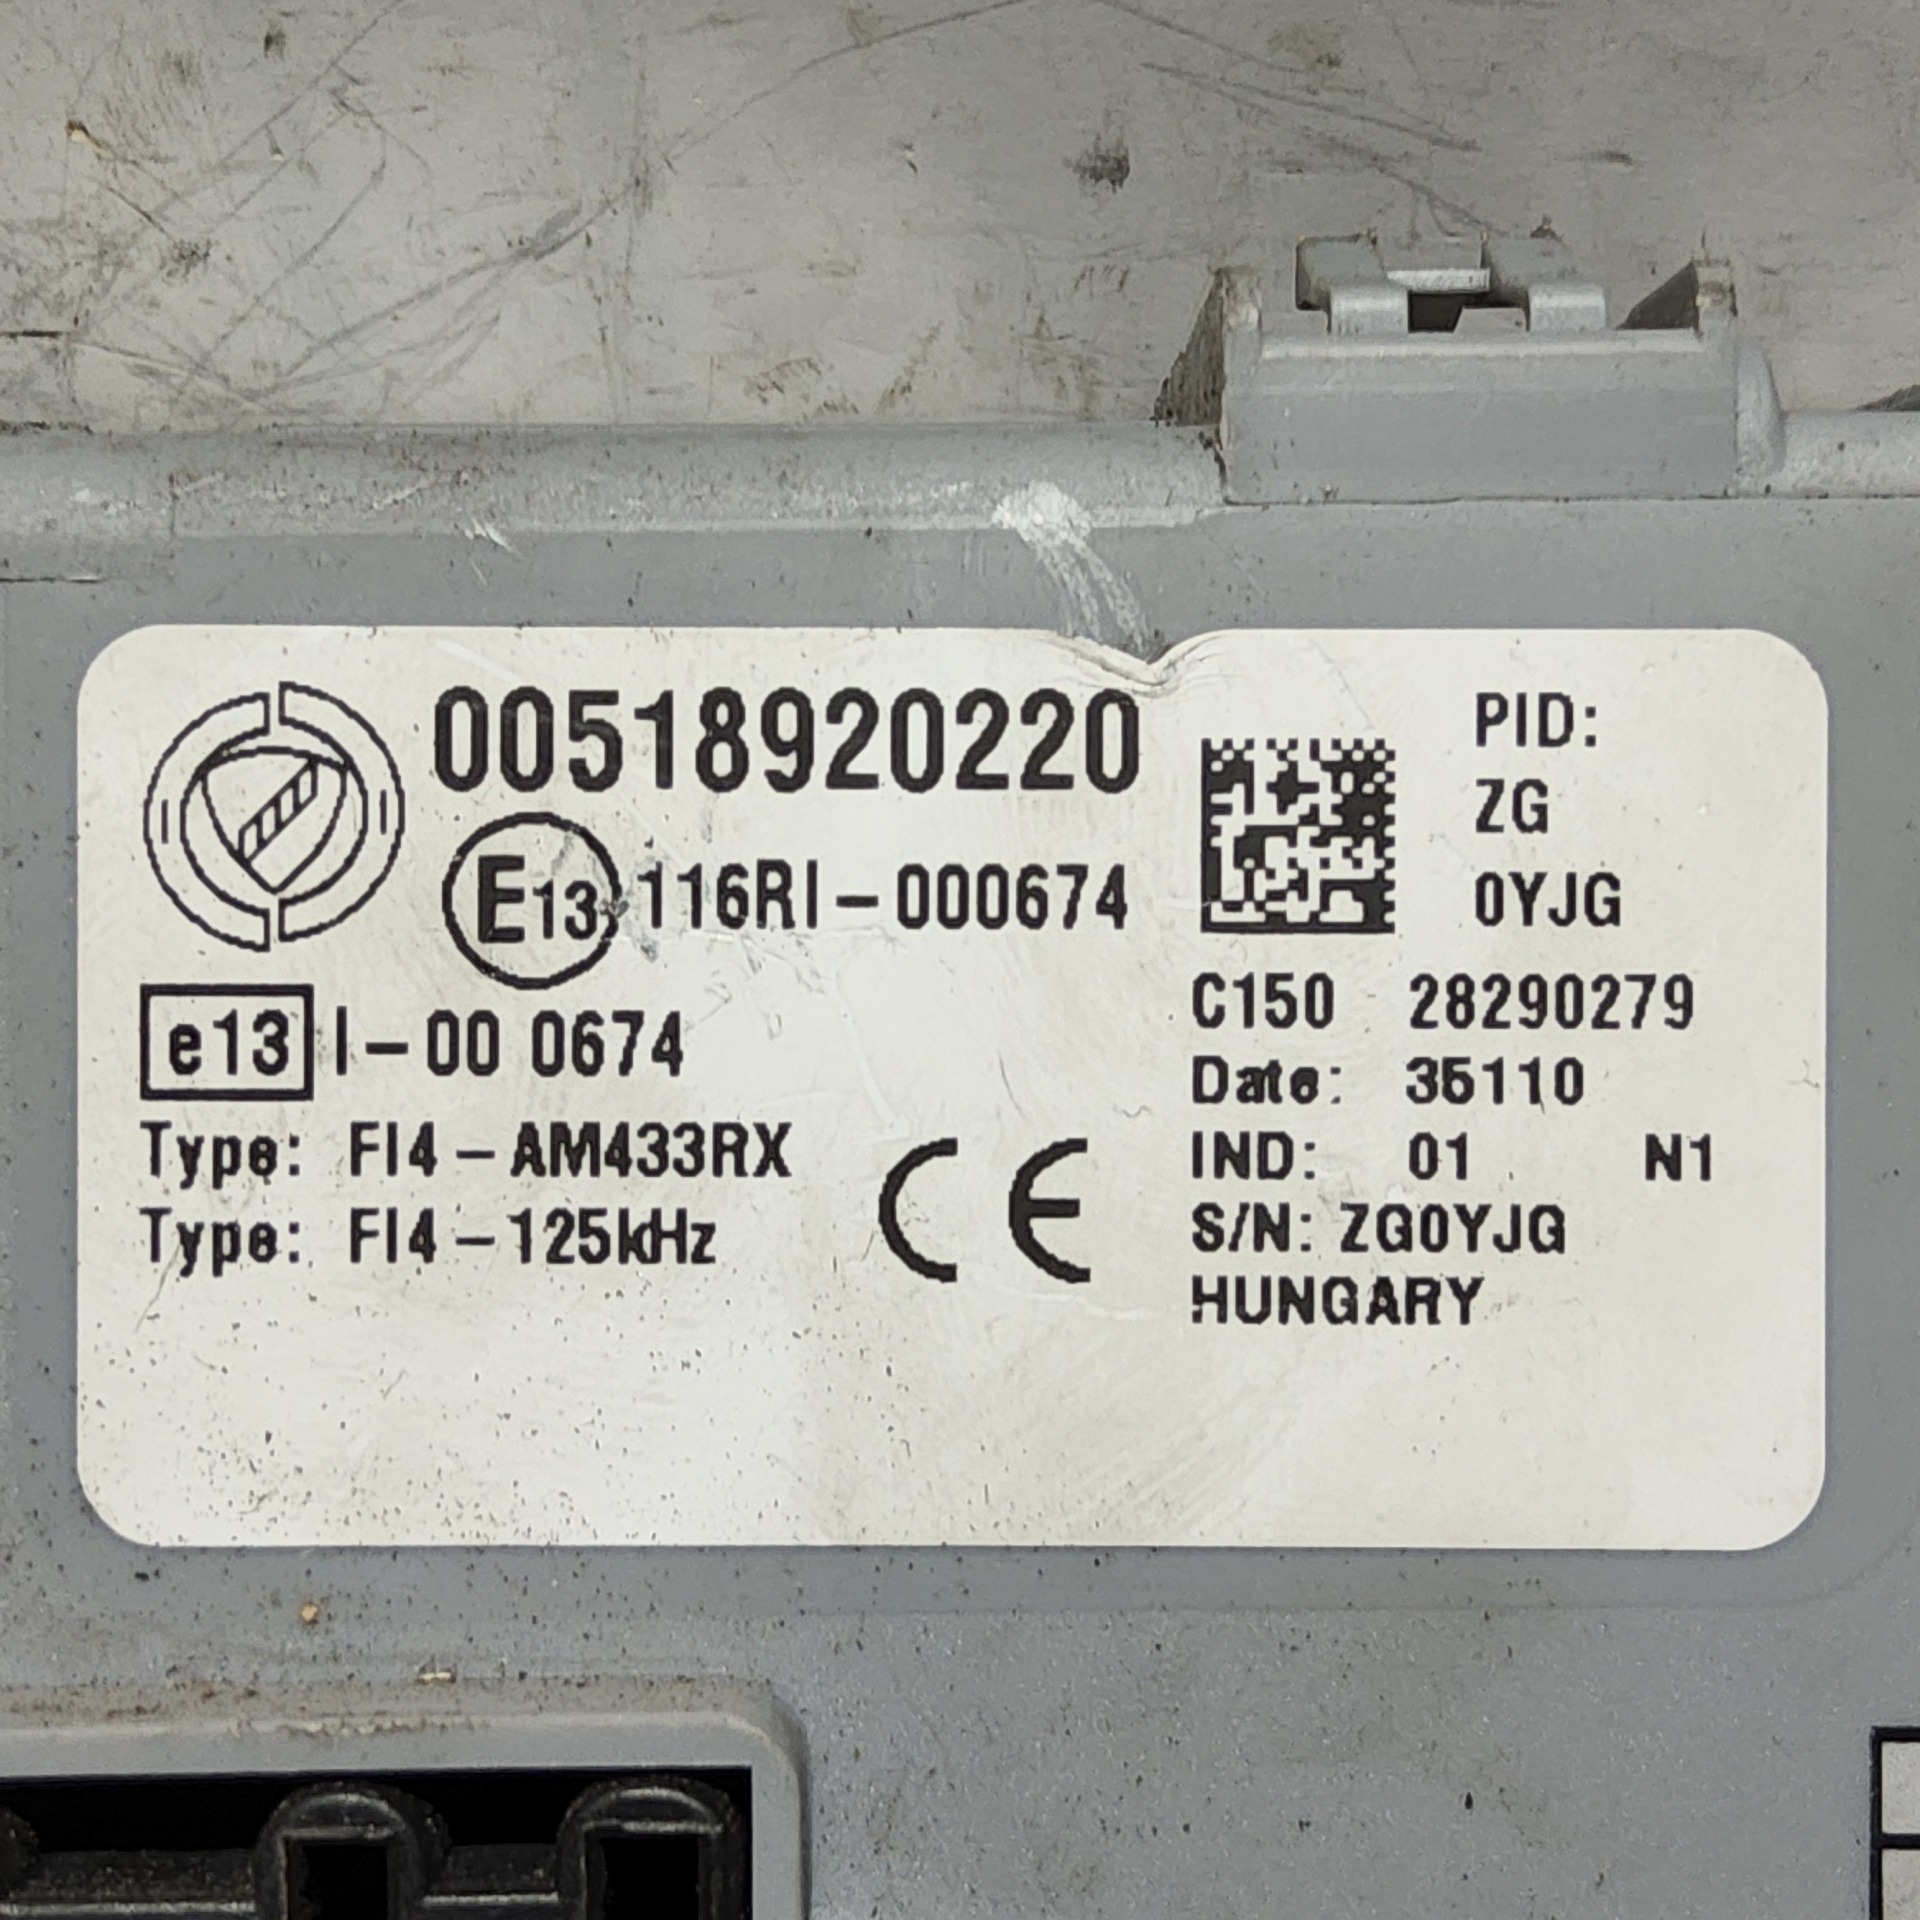 00518920220
E13 116RI-000674
e13 I-00 0674
Type: FI4-AM433RX
Type: FI4-125kHz
CE
PID:
ZG
0YJG
C150 28290279
Date: 35110
IND: 01 N1
S/N: ZG0YJG
HUNGARY